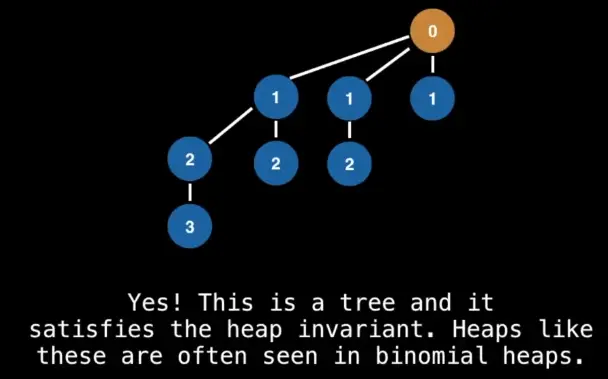 0
1 1 1
2 2 2
3
Yes! This is a tree and it
satisfies the heap invariant. Heaps like
these are often seen in binomial heaps.